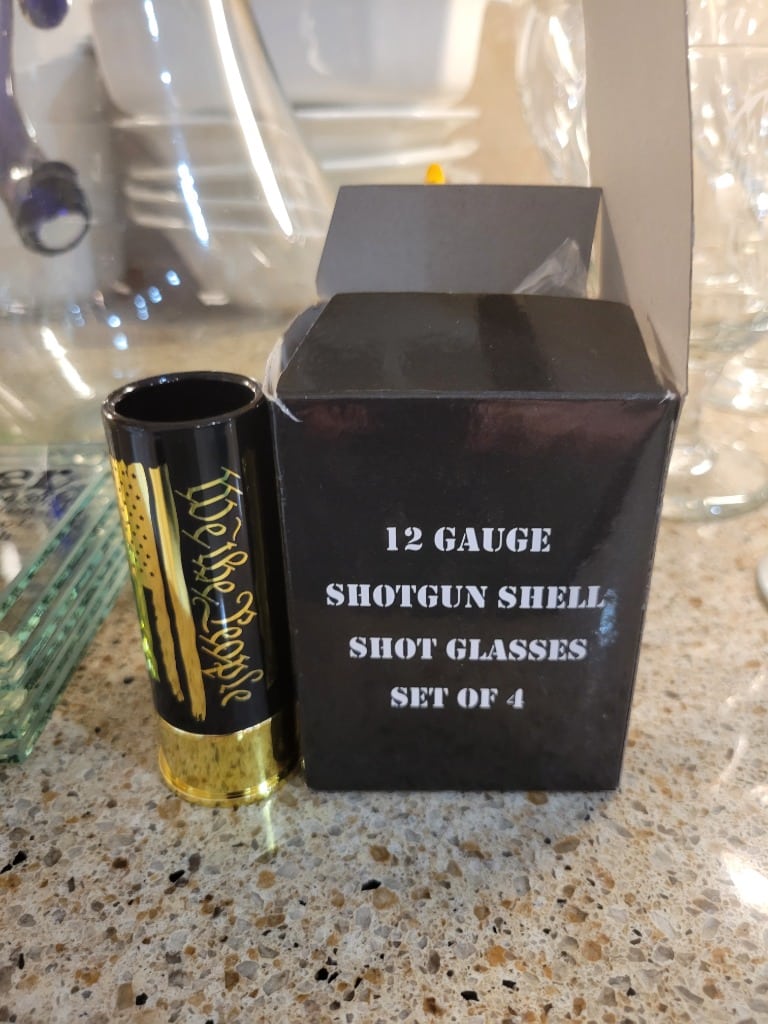 We the People
12 GAUGE
SHOTGUN SHELL
SHOT GLASSES
SET OF 4